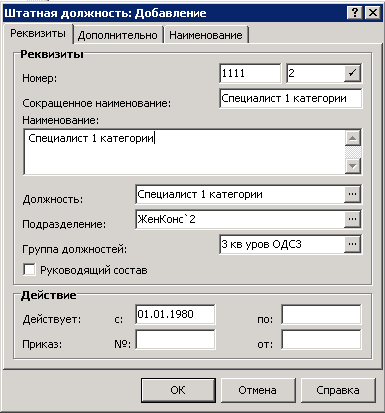 Штатная должность: Добавление
Реквизиты Дополнительно Наименование
Реквизиты
Номер: 1111 2
Сокращенное наименование: Специалист 1 категории
Наименование:
Специалист 1 категории
Должность: Специалист 1 категории ...
Подразделение: ЖенКонс`2 ...
Группа должностей: 3 кв уров ОДСЗ ...
Руководящий состав
Действие
Действует: с: 01.01.1980 по:
Приказ: №: от:
OK Отмена Справка